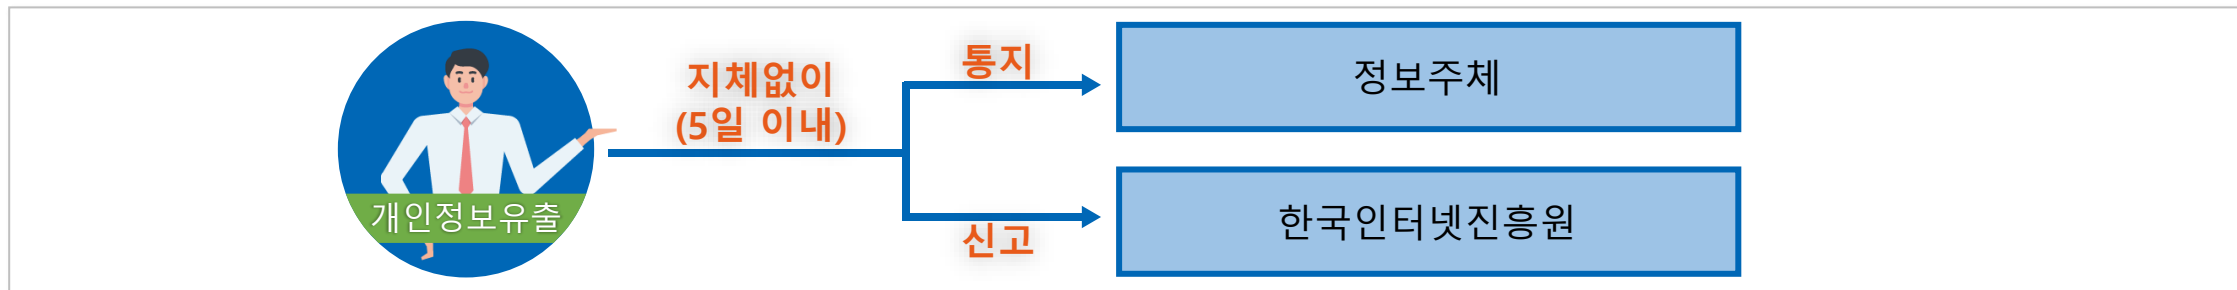 개인정보유출
지체없이
(5일 이내)
통지
정보주체
신고
한국인터넷진흥원